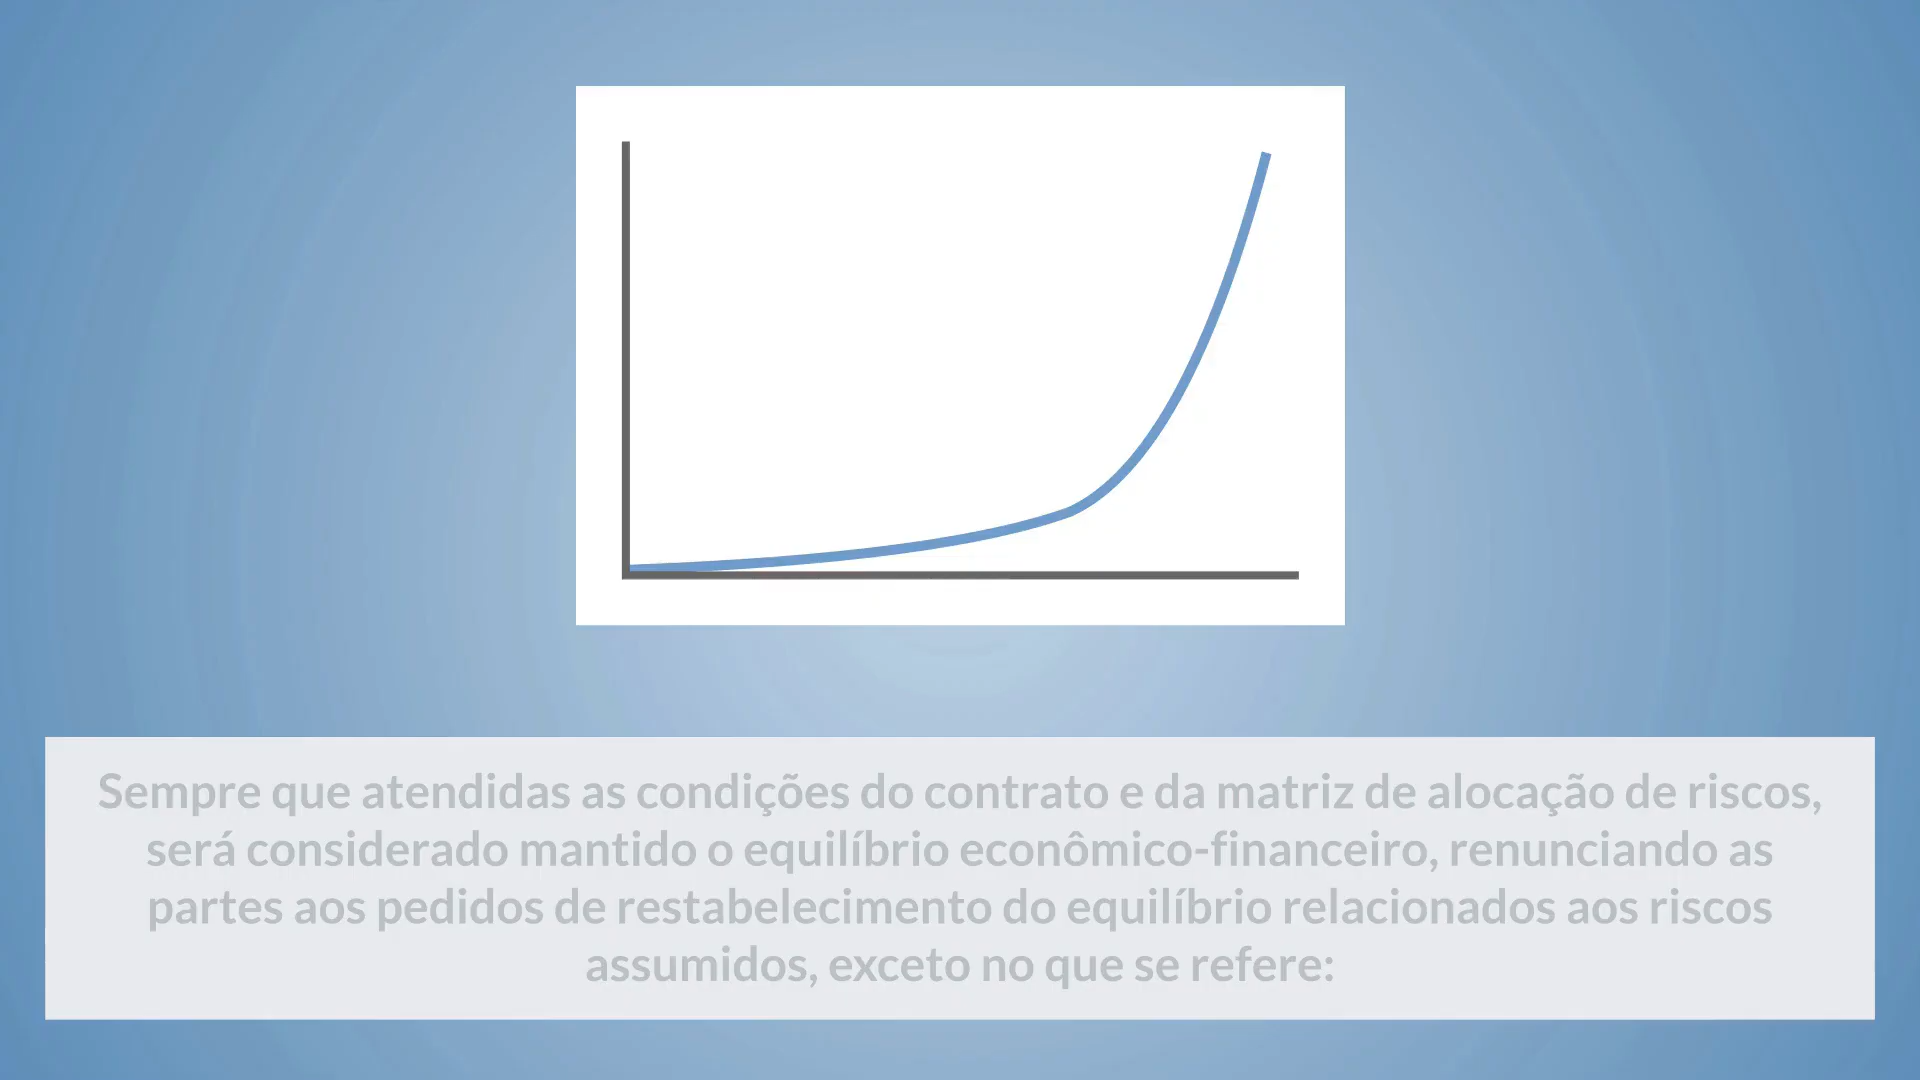 Sempre que atendidas as condições do contrato e da matriz de alocação de riscos,
será considerado mantido o equilíbrio econômico-financeiro, renunciando as
partes aos pedidos de restabelecimento do equilíbrio relacionados aos riscos
assumidos, exceto no que se refere: